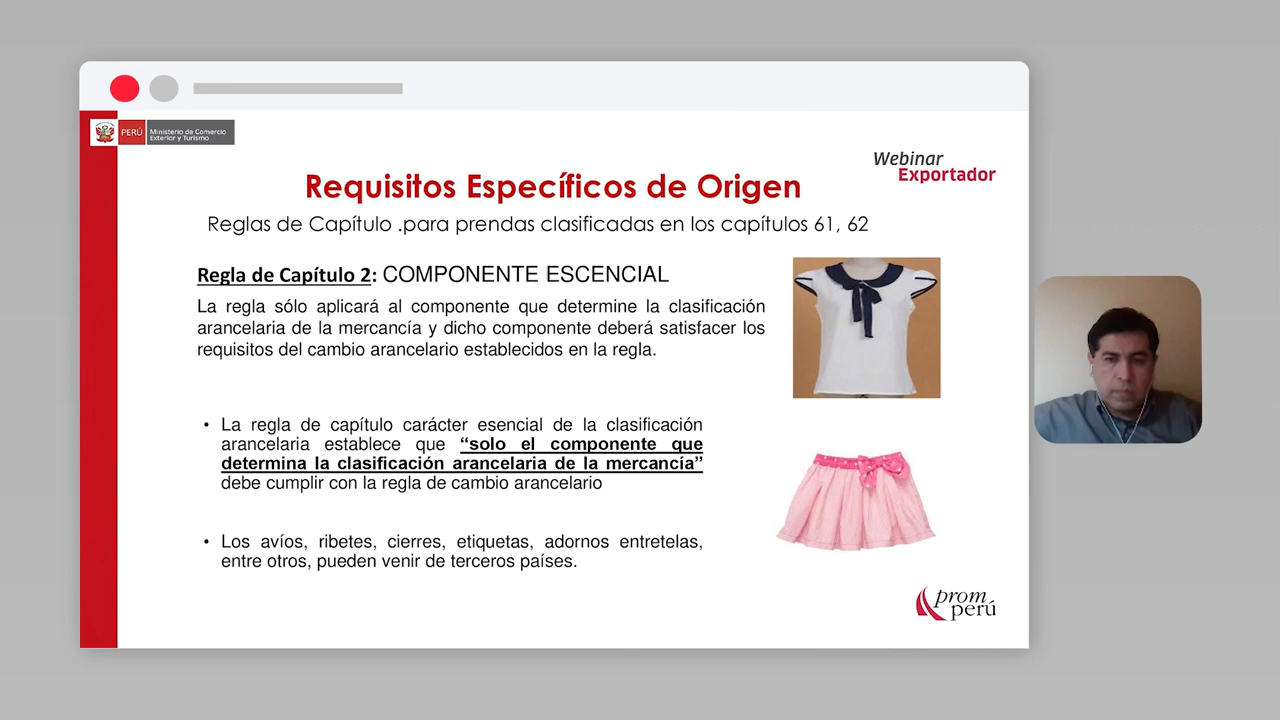 PERÚ
Ministerio de Comercio
Exterior y Turismo
Webinar
Exportador
Requisitos Específicos de Origen
Reglas de Capítulo .para prendas clasificadas en los capítulos 61, 62
Regla de Capítulo 2: COMPONENTE ESCENCIAL
La regla sólo aplicará al componente que determine la clasificación
arancelaria de la mercancía y dicho componente deberá satisfacer los
requisitos del cambio arancelario establecidos en la regla.
• La regla de capítulo carácter esencial de la clasificación
arancelaria establece que “solo el componente que
determina la clasificación arancelaria de la mercancía”
debe cumplir con la regla de cambio arancelario
• Los avíos, ribetes, cierres, etiquetas, adornos entretelas,
entre otros, pueden venir de terceros países.
prom
perú